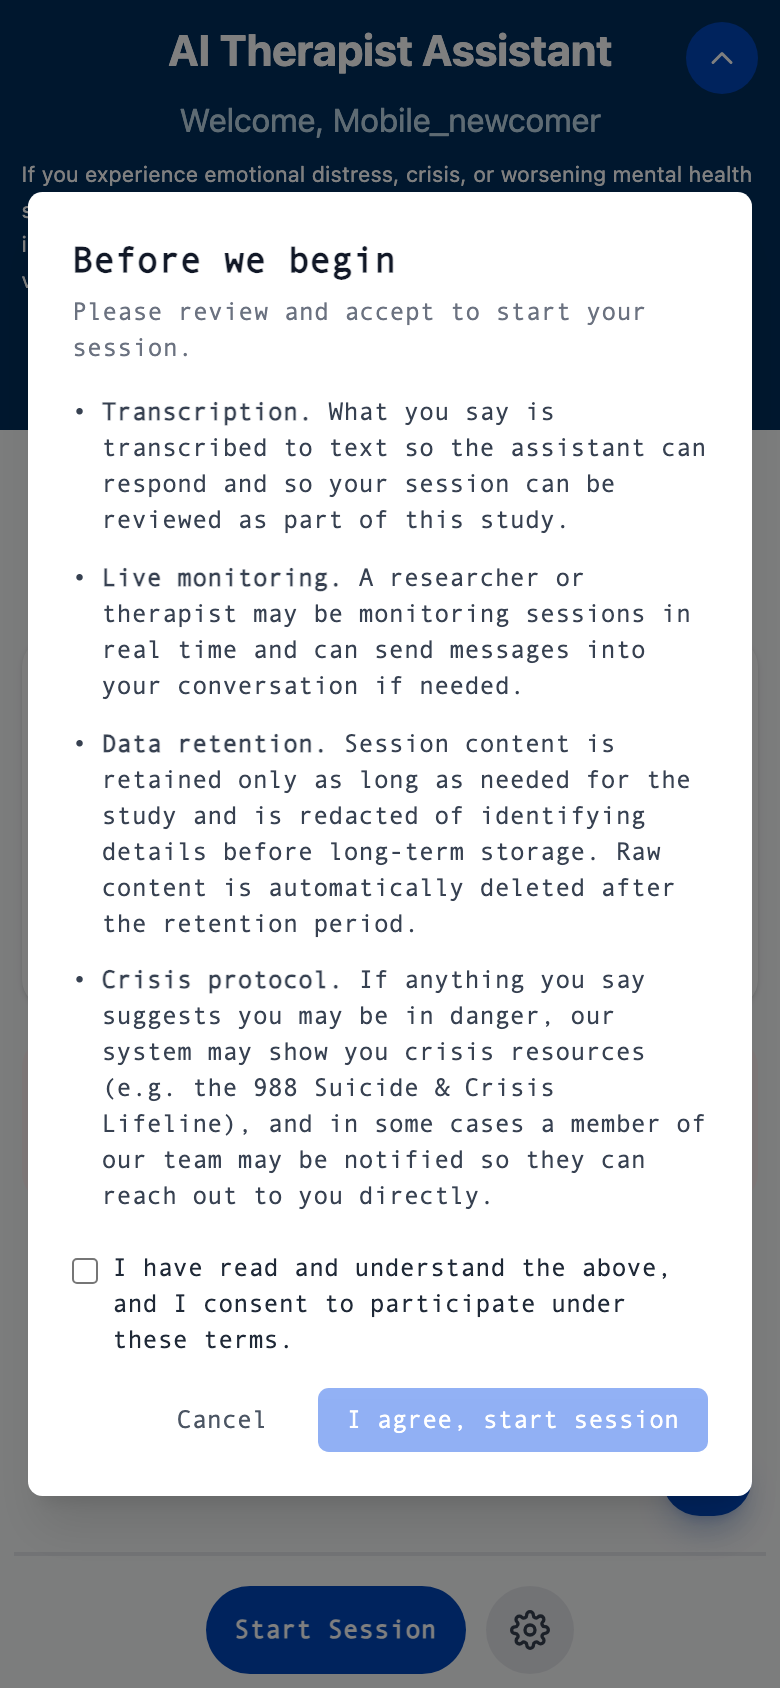 AI Therapist Assistant
Welcome, Mobile_newcomer
If you experience emotional distress, crisis, or worsening mental health
Before we begin
Please review and accept to start your
session.
• Transcription. What you say is
transcribed to text so the assistant can
respond and so your session can be
reviewed as part of this study.
• Live monitoring. A researcher or
therapist may be monitoring sessions in
real time and can send messages into
your conversation if needed.
• Data retention. Session content is
retained only as long as needed for the
study and is redacted of identifying
details before long-term storage. Raw
content is automatically deleted after
the retention period.
• Crisis protocol. If anything you say
suggests you may be in danger, our
system may show you crisis resources
(e.g. the 988 Suicide & Crisis
Lifeline), and in some cases a member of
our team may be notified so they can
reach out to you directly.
I have read and understand the above,
and I consent to participate under
these terms.
Cancel
I agree, start session
Start Session